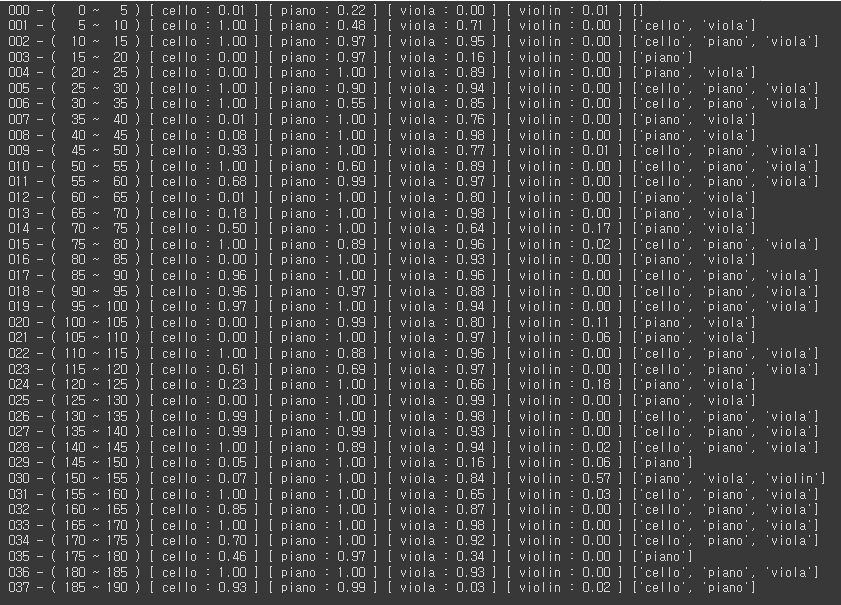 000 - (   0 ~   5 ) [ cello : 0.01 ] [ piano : 0.22 ] [ viola : 0.00 ] [ violin : 0.01 ] []
001 - (   5 ~  10 ) [ cello : 1.00 ] [ piano : 0.48 ] [ viola : 0.71 ] [ violin : 0.00 ] ['cello', 'viola']
002 - (  10 ~  15 ) [ cello : 1.00 ] [ piano : 0.97 ] [ viola : 0.95 ] [ violin : 0.00 ] ['cello', 'piano', 'viola']
003 - (  15 ~  20 ) [ cello : 0.00 ] [ piano : 0.97 ] [ viola : 0.16 ] [ violin : 0.00 ] ['piano']
004 - (  20 ~  25 ) [ cello : 0.00 ] [ piano : 1.00 ] [ viola : 0.89 ] [ violin : 0.00 ] ['piano', 'viola']
005 - (  25 ~  30 ) [ cello : 1.00 ] [ piano : 0.90 ] [ viola : 0.94 ] [ violin : 0.00 ] ['cello', 'piano', 'viola']
006 - (  30 ~  35 ) [ cello : 1.00 ] [ piano : 0.55 ] [ viola : 0.85 ] [ violin : 0.00 ] ['cello', 'piano', 'viola']
007 - (  35 ~  40 ) [ cello : 0.01 ] [ piano : 1.00 ] [ viola : 0.76 ] [ violin : 0.00 ] ['piano', 'viola']
008 - (  40 ~  45 ) [ cello : 0.08 ] [ piano : 1.00 ] [ viola : 0.98 ] [ violin : 0.00 ] ['piano', 'viola']
009 - (  45 ~  50 ) [ cello : 0.93 ] [ piano : 1.00 ] [ viola : 0.77 ] [ violin : 0.01 ] ['cello', 'piano', 'viola']
010 - (  50 ~  55 ) [ cello : 1.00 ] [ piano : 0.60 ] [ viola : 0.89 ] [ violin : 0.00 ] ['cello', 'piano', 'viola']
011 - (  55 ~  60 ) [ cello : 0.68 ] [ piano : 0.99 ] [ viola : 0.97 ] [ violin : 0.00 ] ['cello', 'piano', 'viola']
012 - (  60 ~  65 ) [ cello : 0.01 ] [ piano : 1.00 ] [ viola : 0.80 ] [ violin : 0.00 ] ['piano', 'viola']
013 - (  65 ~  70 ) [ cello : 0.18 ] [ piano : 1.00 ] [ viola : 0.98 ] [ violin : 0.00 ] ['piano', 'viola']
014 - (  70 ~  75 ) [ cello : 0.50 ] [ piano : 1.00 ] [ viola : 0.64 ] [ violin : 0.17 ] ['piano', 'viola']
015 - (  75 ~  80 ) [ cello : 1.00 ] [ piano : 0.89 ] [ viola : 0.96 ] [ violin : 0.02 ] ['cello', 'piano', 'viola']
016 - (  80 ~  85 ) [ cello : 0.00 ] [ piano : 1.00 ] [ viola : 0.93 ] [ violin : 0.00 ] ['piano', 'viola']
017 - (  85 ~  90 ) [ cello : 0.96 ] [ piano : 1.00 ] [ viola : 0.96 ] [ violin : 0.00 ] ['cello', 'piano', 'viola']
018 - (  90 ~  95 ) [ cello : 0.96 ] [ piano : 0.97 ] [ viola : 0.88 ] [ violin : 0.00 ] ['cello', 'piano', 'viola']
019 - (  95 ~ 100 ) [ cello : 0.97 ] [ piano : 1.00 ] [ viola : 0.94 ] [ violin : 0.00 ] ['cello', 'piano', 'viola']
020 - ( 100 ~ 105 ) [ cello : 0.00 ] [ piano : 0.99 ] [ viola : 0.80 ] [ violin : 0.11 ] ['piano', 'viola']
021 - ( 105 ~ 110 ) [ cello : 0.00 ] [ piano : 1.00 ] [ viola : 0.97 ] [ violin : 0.06 ] ['piano', 'viola']
022 - ( 110 ~ 115 ) [ cello : 1.00 ] [ piano : 0.88 ] [ viola : 0.96 ] [ violin : 0.00 ] ['cello', 'piano', 'viola']
023 - ( 115 ~ 120 ) [ cello : 0.61 ] [ piano : 0.69 ] [ viola : 0.97 ] [ violin : 0.00 ] ['cello', 'piano', 'viola']
024 - ( 120 ~ 125 ) [ cello : 0.23 ] [ piano : 1.00 ] [ viola : 0.66 ] [ violin : 0.18 ] ['piano', 'viola']
025 - ( 125 ~ 130 ) [ cello : 0.00 ] [ piano : 1.00 ] [ viola : 0.99 ] [ violin : 0.00 ] ['piano', 'viola']
026 - ( 130 ~ 135 ) [ cello : 0.99 ] [ piano : 1.00 ] [ viola : 0.98 ] [ violin : 0.00 ] ['cello', 'piano', 'viola']
027 - ( 135 ~ 140 ) [ cello : 0.99 ] [ piano : 0.99 ] [ viola : 0.93 ] [ violin : 0.00 ] ['cello', 'piano', 'viola']
028 - ( 140 ~ 145 ) [ cello : 1.00 ] [ piano : 0.89 ] [ viola : 0.94 ] [ violin : 0.02 ] ['cello', 'piano', 'viola']
029 - ( 145 ~ 150 ) [ cello : 0.05 ] [ piano : 1.00 ] [ viola : 0.16 ] [ violin : 0.06 ] ['piano']
030 - ( 150 ~ 155 ) [ cello : 0.07 ] [ piano : 1.00 ] [ viola : 0.84 ] [ violin : 0.57 ] ['piano', 'viola', 'violin']
031 - ( 155 ~ 160 ) [ cello : 1.00 ] [ piano : 1.00 ] [ viola : 0.65 ] [ violin : 0.03 ] ['cello', 'piano', 'viola']
032 - ( 160 ~ 165 ) [ cello : 0.85 ] [ piano : 1.00 ] [ viola : 0.87 ] [ violin : 0.00 ] ['cello', 'piano', 'viola']
033 - ( 165 ~ 170 ) [ cello : 1.00 ] [ piano : 1.00 ] [ viola : 0.98 ] [ violin : 0.00 ] ['cello', 'piano', 'viola']
034 - ( 170 ~ 175 ) [ cello : 0.70 ] [ piano : 1.00 ] [ viola : 0.92 ] [ violin : 0.00 ] ['cello', 'piano', 'viola']
035 - ( 175 ~ 180 ) [ cello : 0.46 ] [ piano : 0.97 ] [ viola : 0.34 ] [ violin : 0.00 ] ['piano']
036 - ( 180 ~ 185 ) [ cello : 1.00 ] [ piano : 1.00 ] [ viola : 0.93 ] [ violin : 0.00 ] ['cello', 'piano', 'viola']
037 - ( 185 ~ 190 ) [ cello : 0.93 ] [ piano : 0.99 ] [ viola : 0.03 ] [ violin : 0.02 ] ['cello', 'piano']